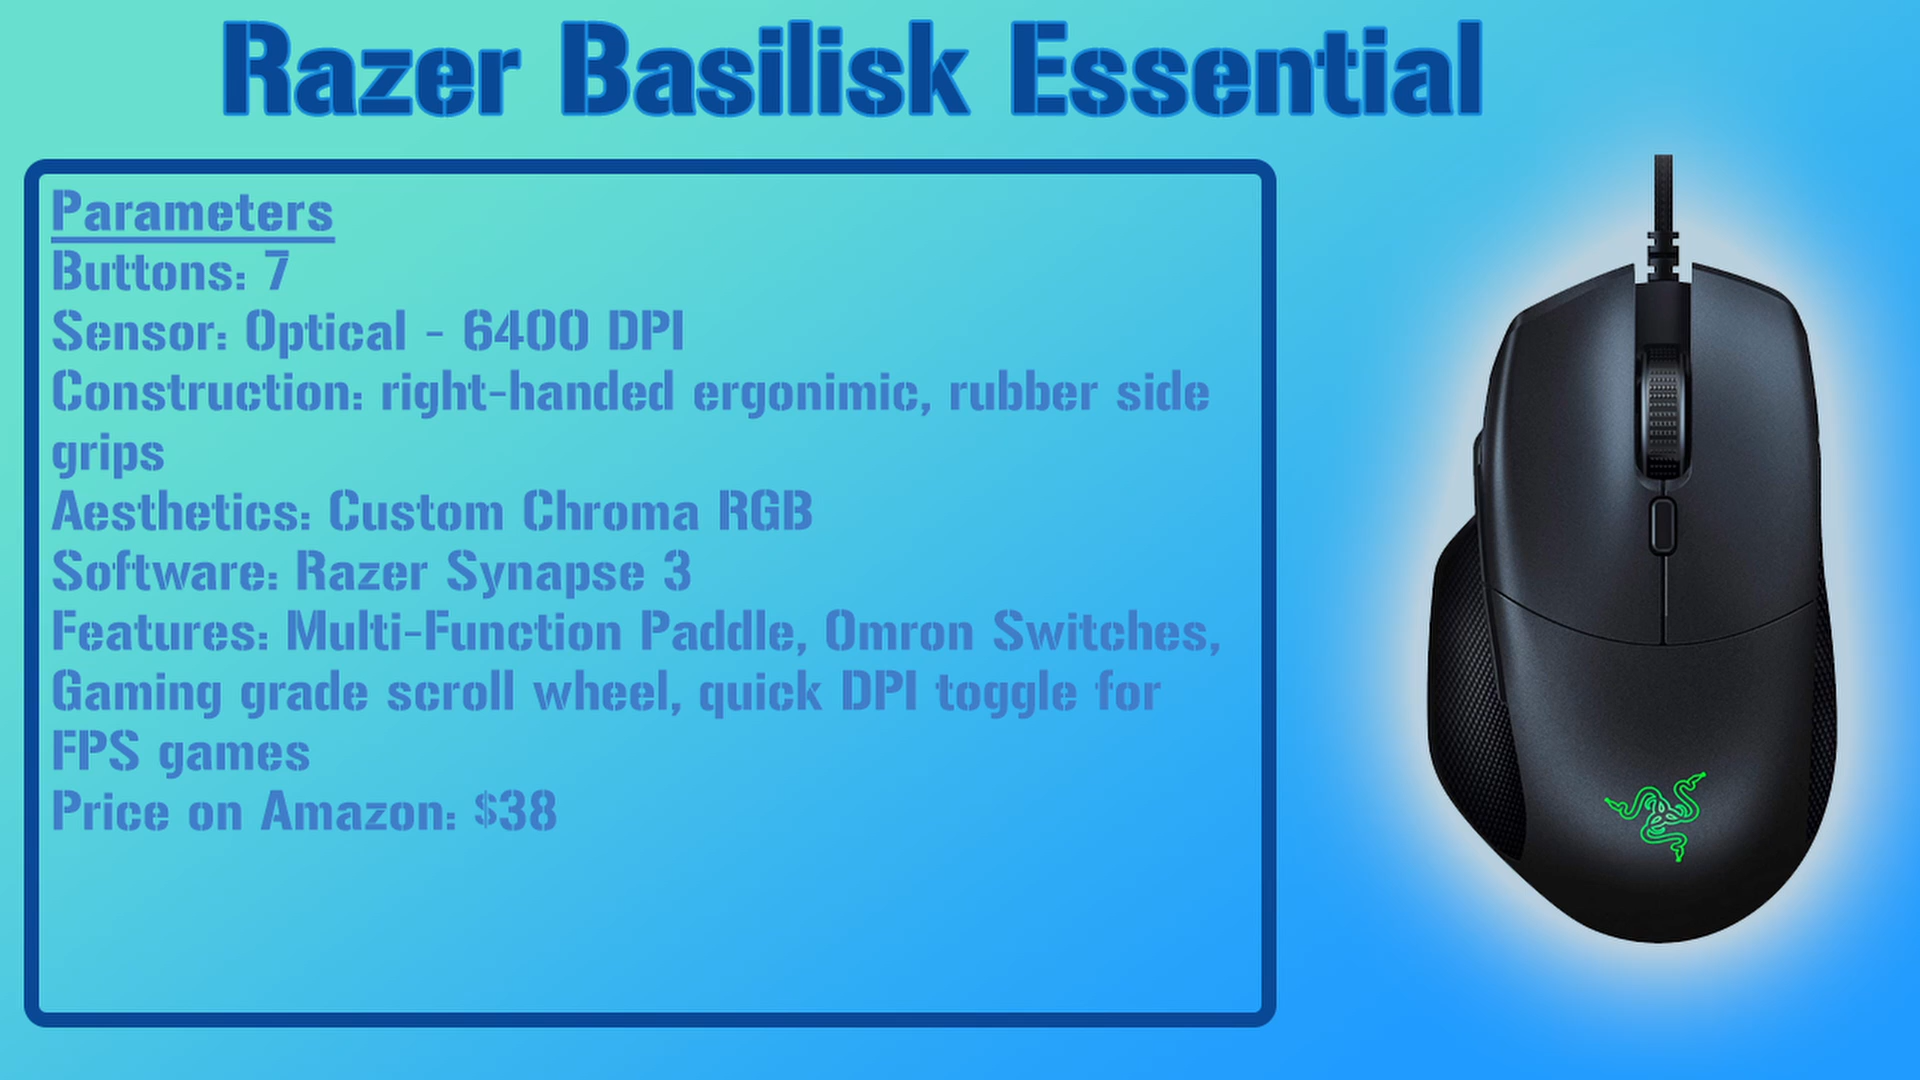 Razer Basilisk Essential
Parameters
Buttons: 7
Sensor: Optical - 6400 DPI
Construction: right-handed ergonimic, rubber side
grips
Aesthetics: Custom Chroma RGB
Software: Razer Synapse 3
Features: Multi-Function Paddle, Omron Switches,
Gaming grade scroll wheel, quick DPI toggle for
FPS games
Price on Amazon: $38